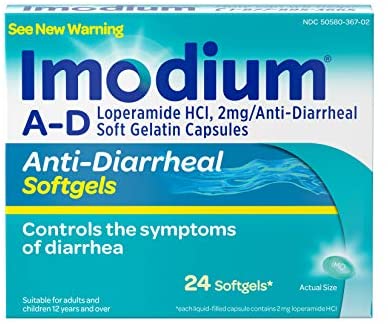 NDC 50580-367-02
See New Warning
Imodium®
A-D
Loperamide HCl, 2mg/Anti-Diarrheal
Soft Gelatin Capsules
Anti-Diarrheal
Softgels
Controls the symptoms
of diarrhea
24 Softgels*
Actual Size
Suitable for adults and
children 12 years and over
*each liquid-filled capsule contains 2 mg loperamide HCl